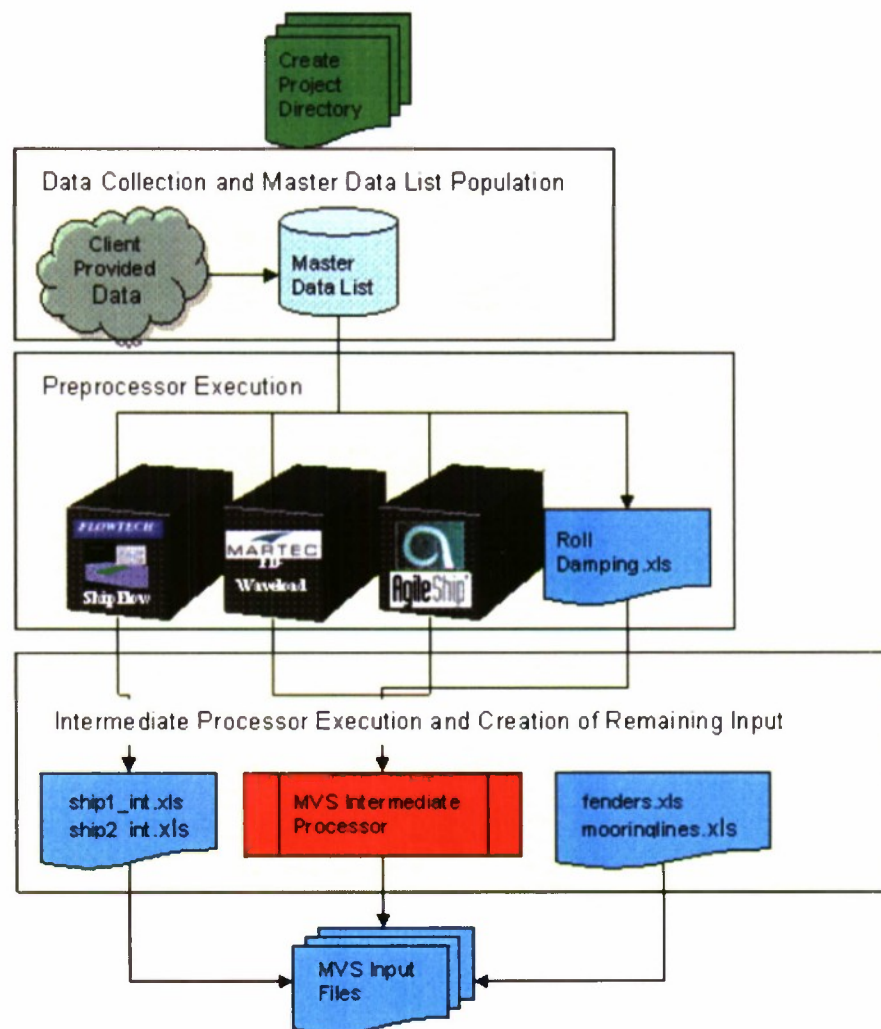 Create
Project
Directory
Data Collection and Master Data List Population
Client
Provided
Data
Master
Data List
Preprocessor Execution
FLOWTECH
Ship Flow
MARTEC
Waveload
AgileShip
Roll
Damping.xls
Intermediate Processor Execution and Creation of Remaining Input
ship1_int.xls
ship2_int.xls
MVS Intermediate
Processor
fenders.xls
mooringlines.xls
MVS Input
Files